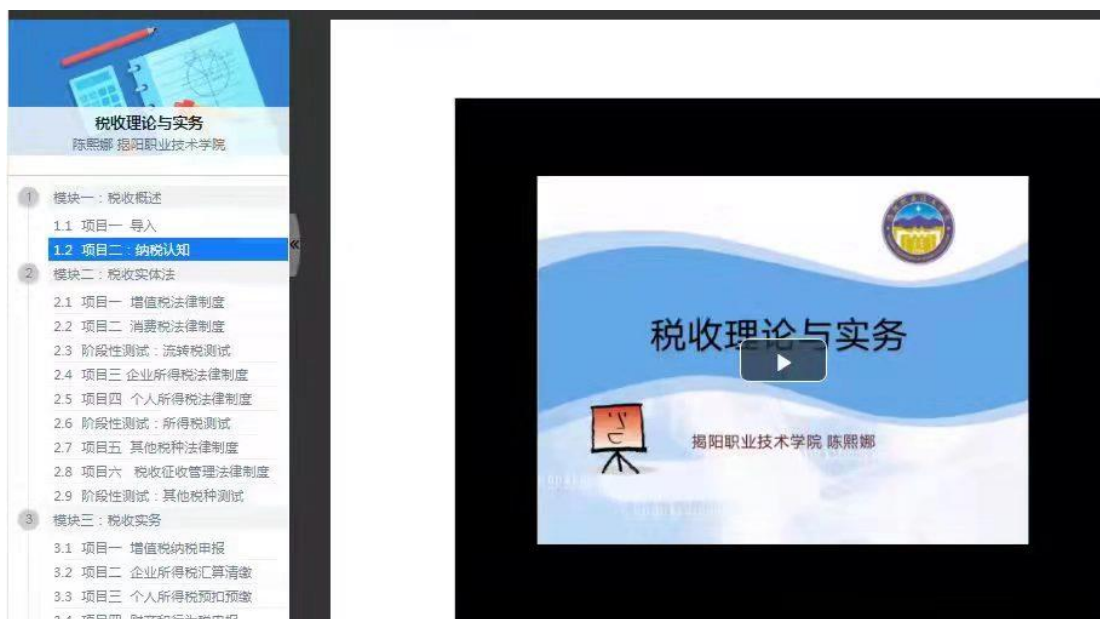 税收理论与实务
陈熙娜 揭阳职业技术学院
1 模块一：税收概述
1.1 项目一 导入
1.2 项目二：纳税认知
2 模块二：税收实体法
2.1 项目一 增值税法律制度
2.2 项目二 消费税法律制度
2.3 阶段性测试：流转税测试
2.4 项目三 企业所得税法律制度
2.5 项目四 个人所得税法律制度
2.6 阶段性测试：所得税测试
2.7 项目五 其他税种法律制度
2.8 项目六 税收征收管理法律制度
2.9 阶段性测试：其他税种测试
3 模块三：税收实务
3.1 项目一 增值税纳税申报
3.2 项目二 企业所得税汇算清缴
3.3 项目三 个人所得税预扣预缴
«
税收理论与实务
揭阳职业技术学院 陈熙娜